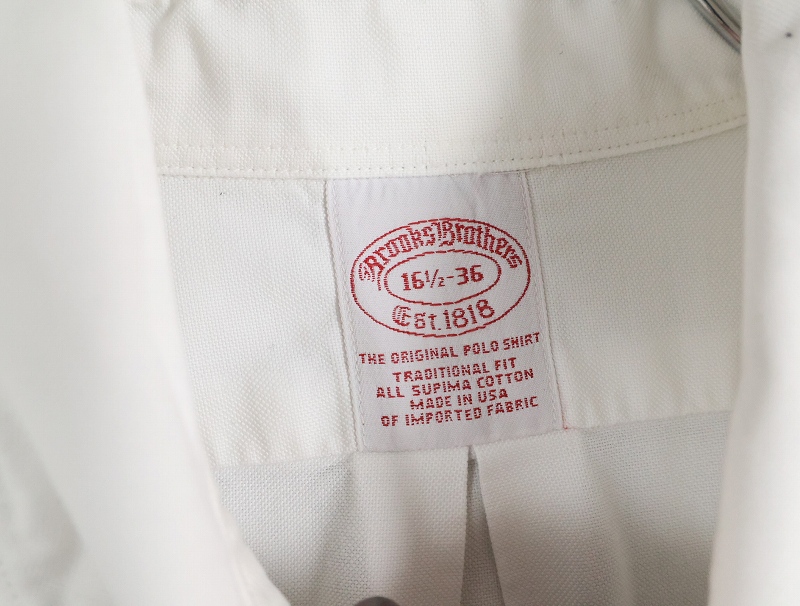 Brooks Brothers
16½-36
Est. 1818
THE ORIGINAL POLO SHIRT
TRADITIONAL FIT
ALL SUPIMA COTTON
MADE IN USA
OF IMPORTED FABRIC